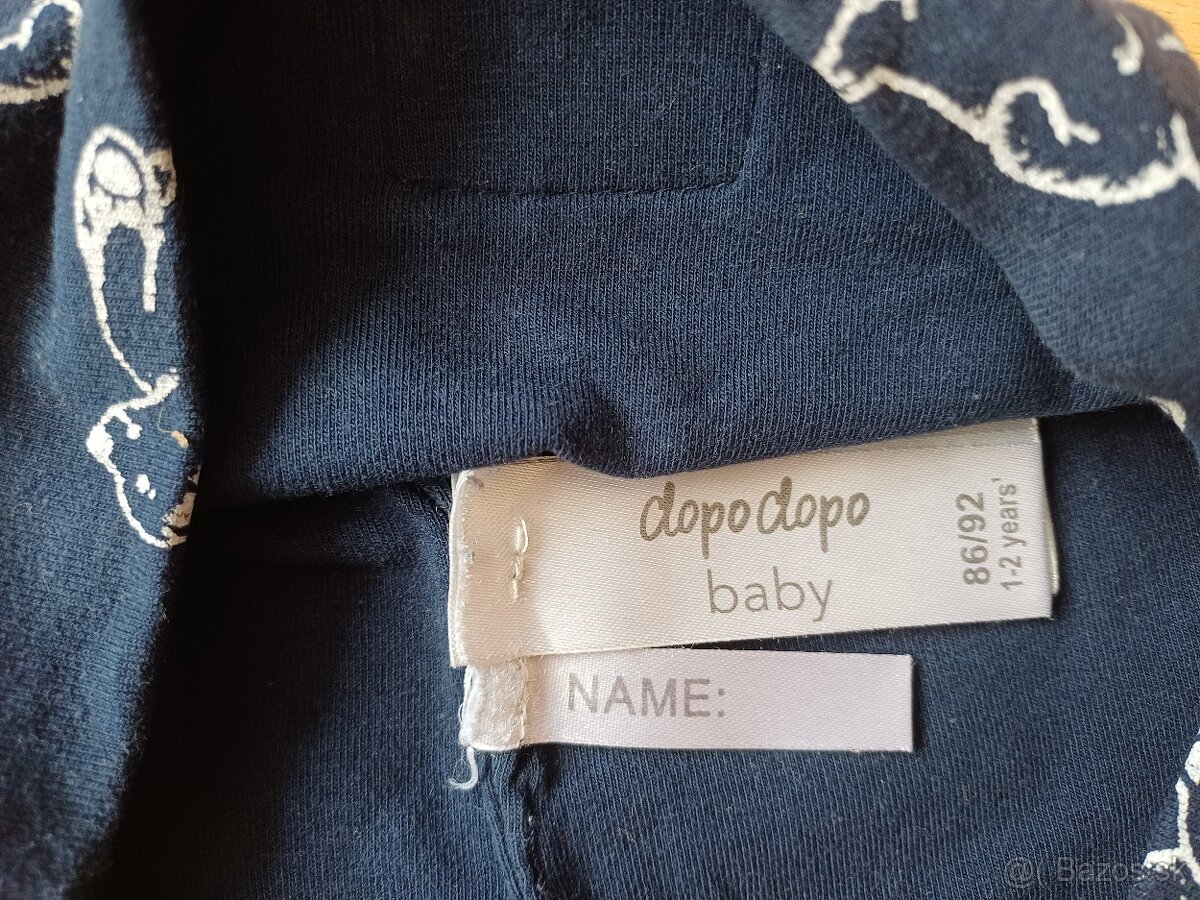 dopodopo
baby
86/92
1-2 years'
NAME:
@( Bazos.sk